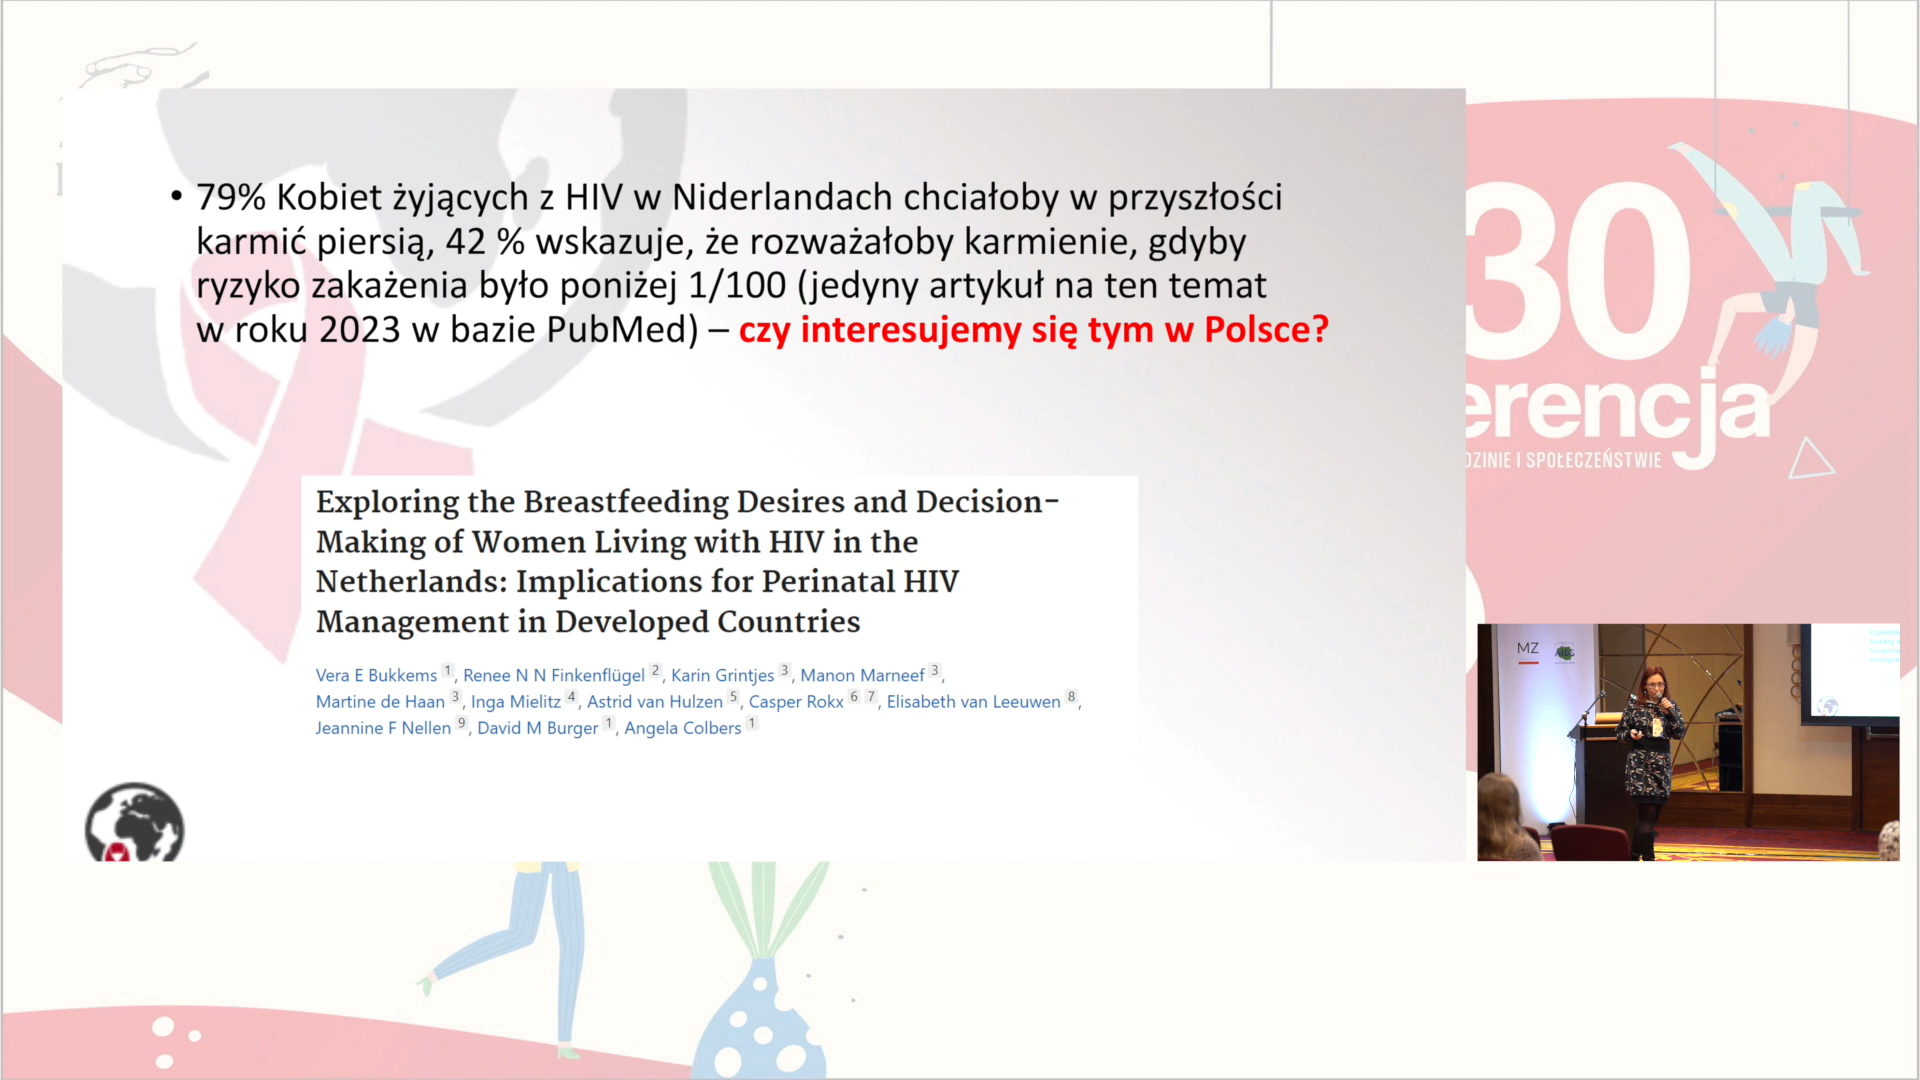 • 79% Kobiet żyjących z HIV w Niderlandach chciałoby w przyszłości
karmić piersią, 42 % wskazuje, że rozważałoby karmienie, gdyby
ryzyko zakażenia było poniżej 1/100 (jedyny artykuł na ten temat
w roku 2023 w bazie PubMed) – czy interesujemy się tym w Polsce?
Exploring the Breastfeeding Desires and Decision-
Making of Women Living with HIV in the
Netherlands: Implications for Perinatal HIV
Management in Developed Countries
Vera E Bukkems 1, Renee N N Finkenflügel 2, Karin Grintjes 3, Manon Marneef 3,
Martine de Haan 3, Inga Mielitz 4, Astrid van Hulzen 5, Casper Rokx 6 7, Elisabeth van Leeuwen 8,
Jeannine F Nellen 9, David M Burger 1, Angela Colbers 1
30
erencja
DZINIE I SPOŁECZEŃSTWIE
MZ